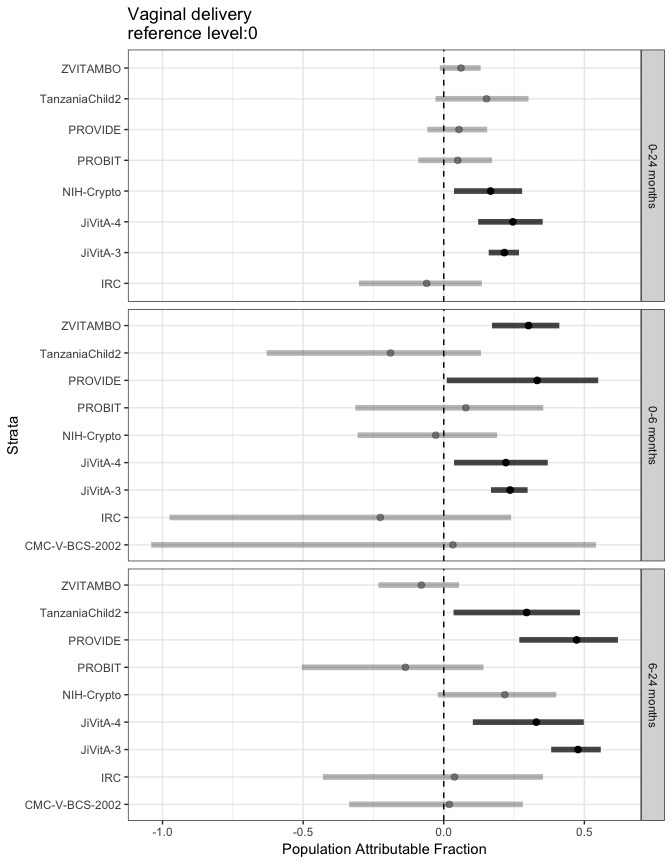 Vaginal delivery
reference level:0
Strata
ZVITAMBO
TanzaniaChild2
PROVIDE
PROBIT
NIH-Crypto
JiVitA-4
JiVitA-3
IRC
0-24 months
ZVITAMBO
TanzaniaChild2
PROVIDE
PROBIT
NIH-Crypto
JiVitA-4
JiVitA-3
IRC
CMC-V-BCS-2002
0-6 months
ZVITAMBO
TanzaniaChild2
PROVIDE
PROBIT
NIH-Crypto
JiVitA-4
JiVitA-3
IRC
CMC-V-BCS-2002
6-24 months
-1.0 -0.5 0.0 0.5
Population Attributable Fraction